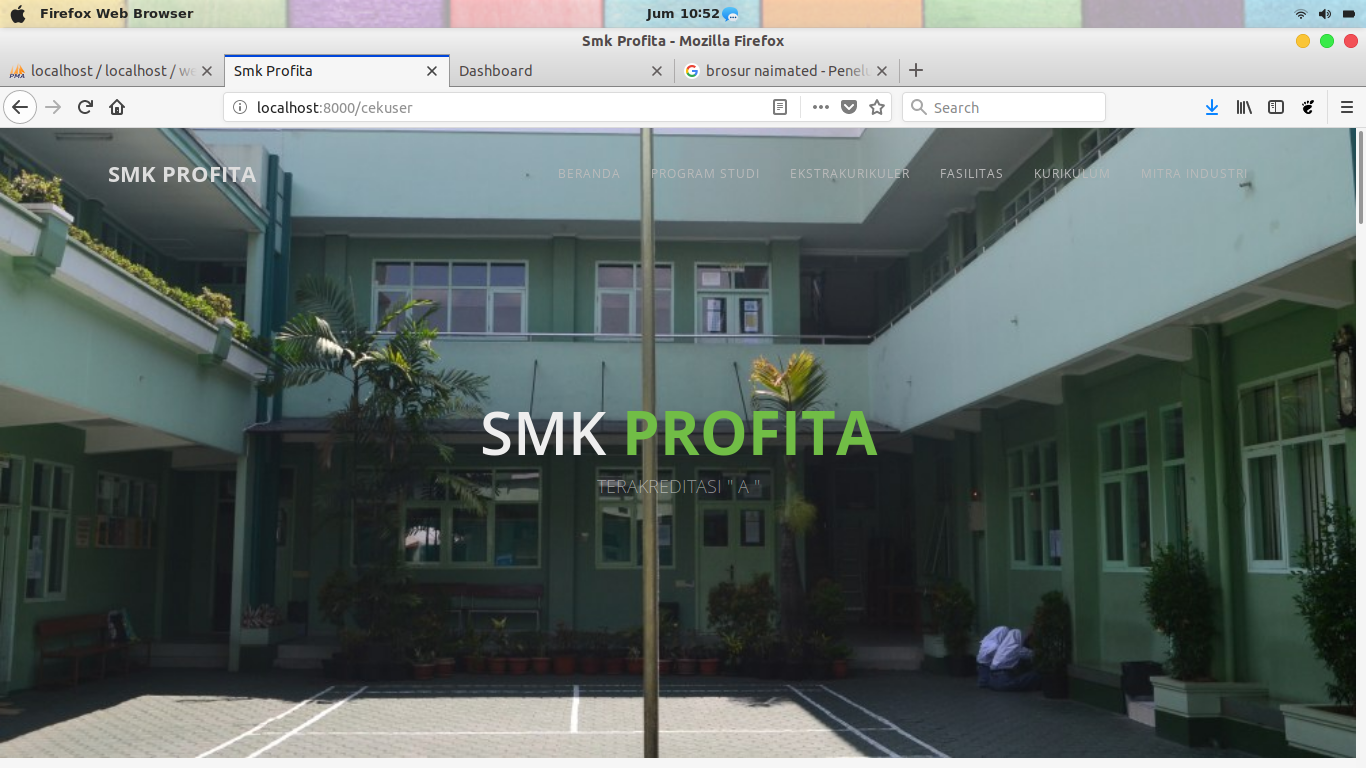 Firefox Web Browser
Jum 10:52
Smk Profita - Mozilla Firefox
localhost / localhost / we
Smk Profita
Dashboard
brosur naimated - Penelu
localhost:8000/cekuser
Search
SMK PROFITA
BERANDA
PROGRAM STUDI
EKSTRAKURIKULER
FASILITAS
KURIKULUM
MITRA INDUSTRI
SMK PROFITA
TERAKREDITASI " A "